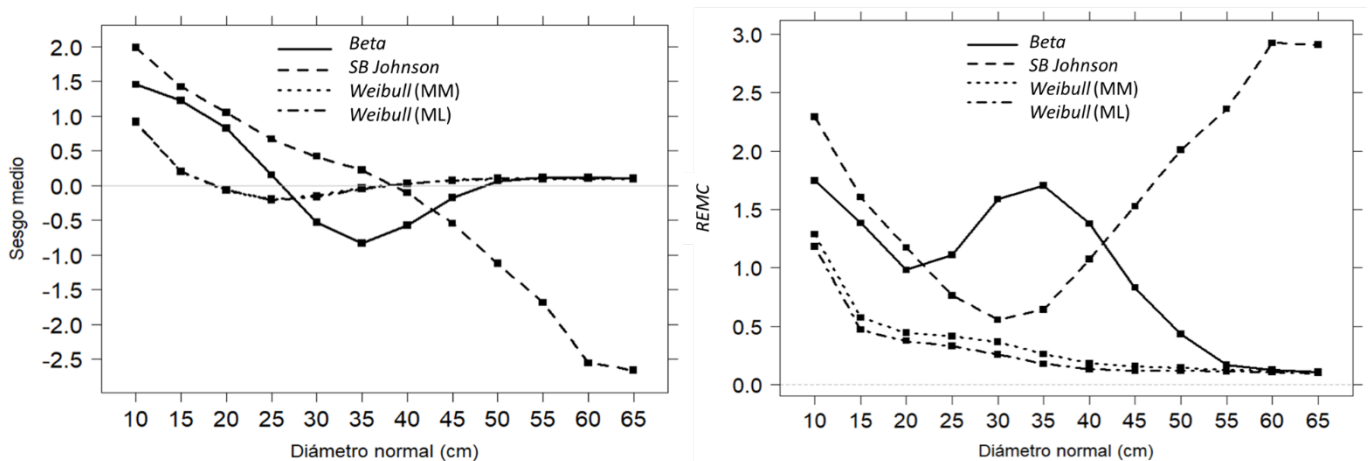 2.0
1.5
1.0
0.5
0.0
-0.5
-1.0
-1.5
-2.0
-2.5
Sesgo medio
Beta
SB Johnson
Weibull (MM)
Weibull (ML)
10 15 20 25 30 35 40 45 50 55 60 65
Diámetro normal (cm)
3.0
2.5
2.0
1.5
1.0
0.5
0.0
REMC
Beta
SB Johnson
Weibull (MM)
Weibull (ML)
10 15 20 25 30 35 40 45 50 55 60 65
Diámetro normal (cm)